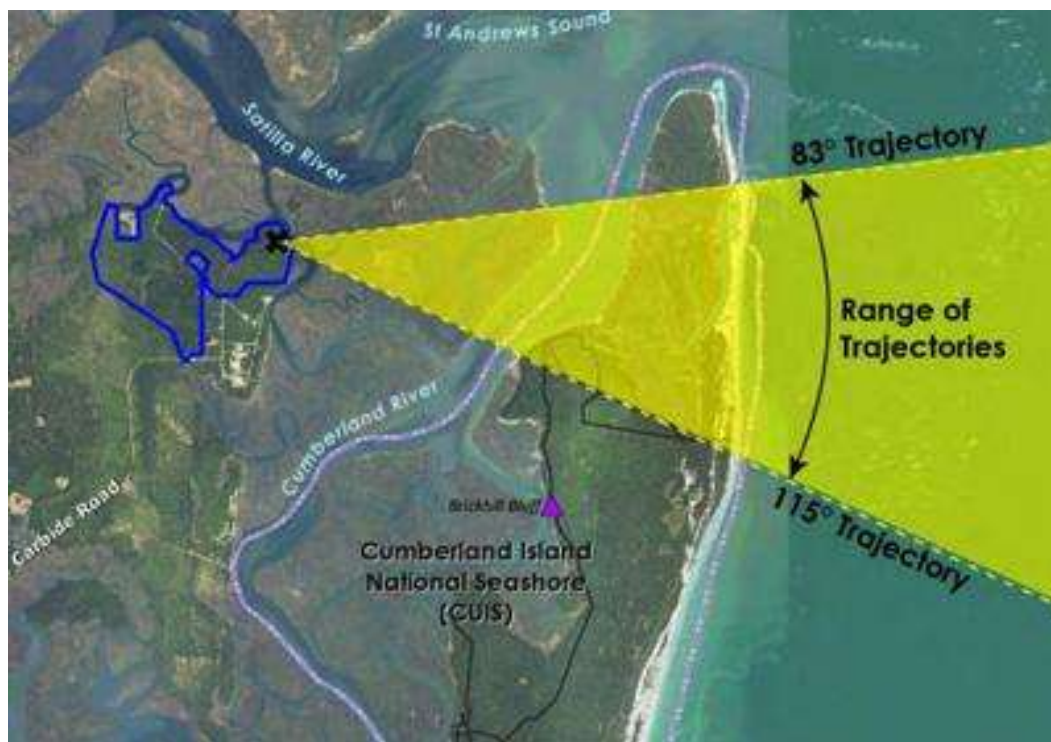 St Andrews Sound
Satilla River
83° Trajectory
Range of
Trajectories
Cumberland River
115° Trajectory
Brickhill Bluff
Carbide Road
Cumberland Island
National Seashore
(CUIS)